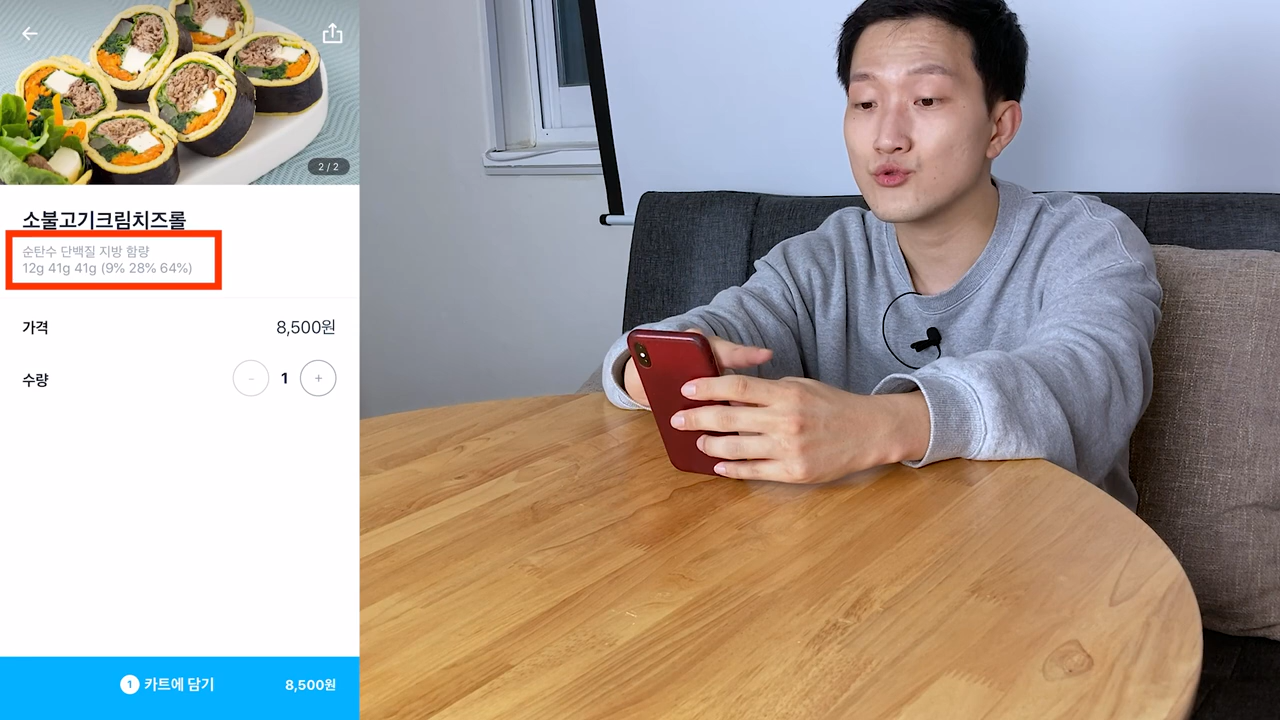 2 / 2
소불고기크림치즈롤
순탄수 단백질 지방 함량
12g 41g 41g (9% 28% 64%)
가격 8,500원
수량 - 1 +
1 카트에 담기 8,500원